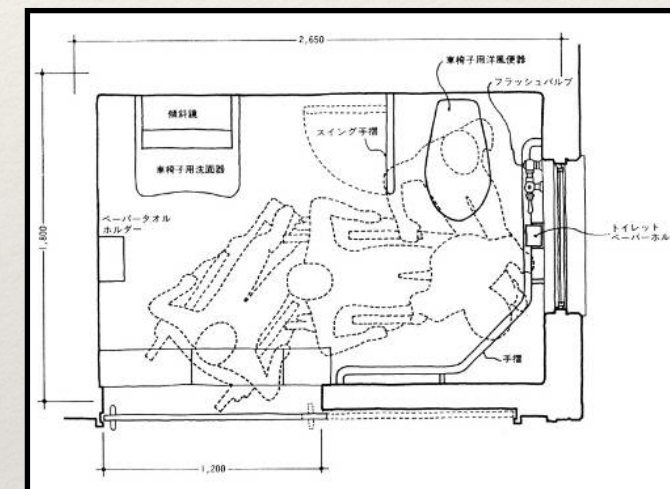 2,650
車椅子用洋風便器
フラッシュバルブ
傾斜鏡
スイング手摺
車椅子用洗面器
ペーパータオル
ホルダー
トイレット
ペーパーホル
1,800
手摺
1,200